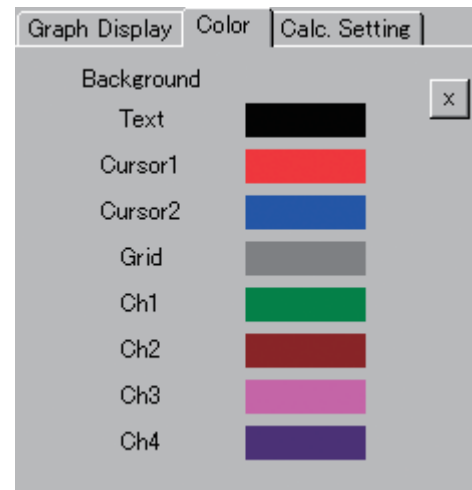 Graph Display Color Calc. Setting
Background
x
Text
Cursor1
Cursor2
Grid
Ch1
Ch2
Ch3
Ch4